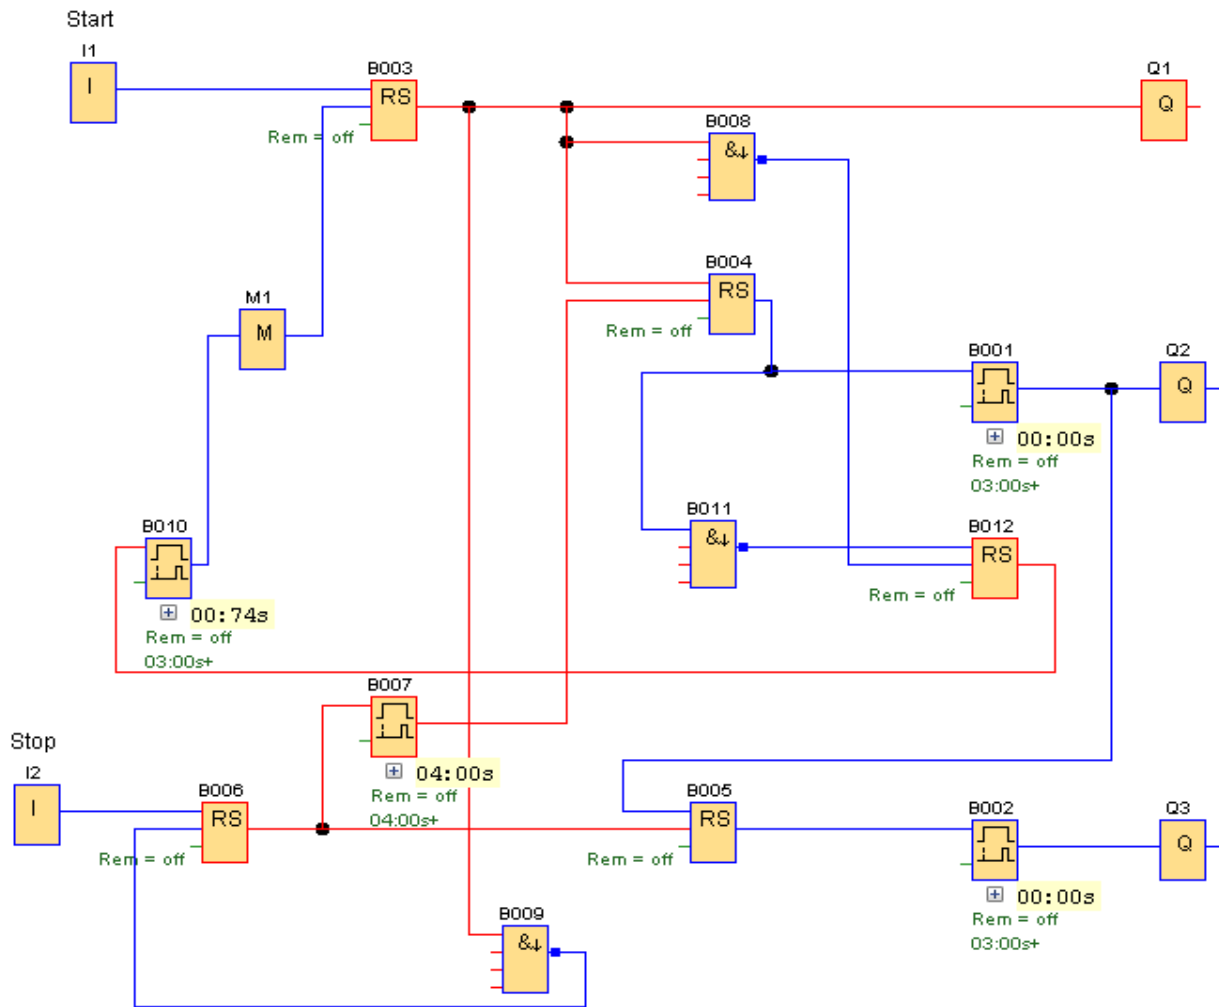 Start
I1
I
B003
RS
Rem = off
Q1
Q
B008
&↓
B004
RS
Rem = off
M1
M
B001
00:00s
Rem = off
03:00s+
Q2
Q
B011
&↓
B012
RS
Rem = off
B010
00:74s
Rem = off
03:00s+
B007
04:00s
Rem = off
04:00s+
Stop
I2
I
B006
RS
Rem = off
B005
RS
Rem = off
B002
00:00s
Rem = off
03:00s+
Q3
Q
B009
&↓